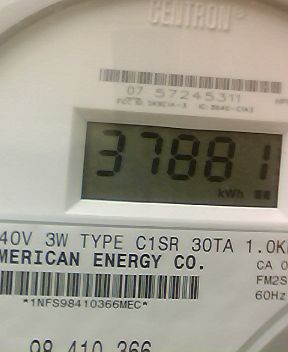 CENTRON®
07 57245311
37881
kWh
40V 3W TYPE C1SR 30TA 1.0K
MERICAN ENERGY CO.
CA 0
FM2S
60Hz
*1NFS98410366MEC*
98 410 366